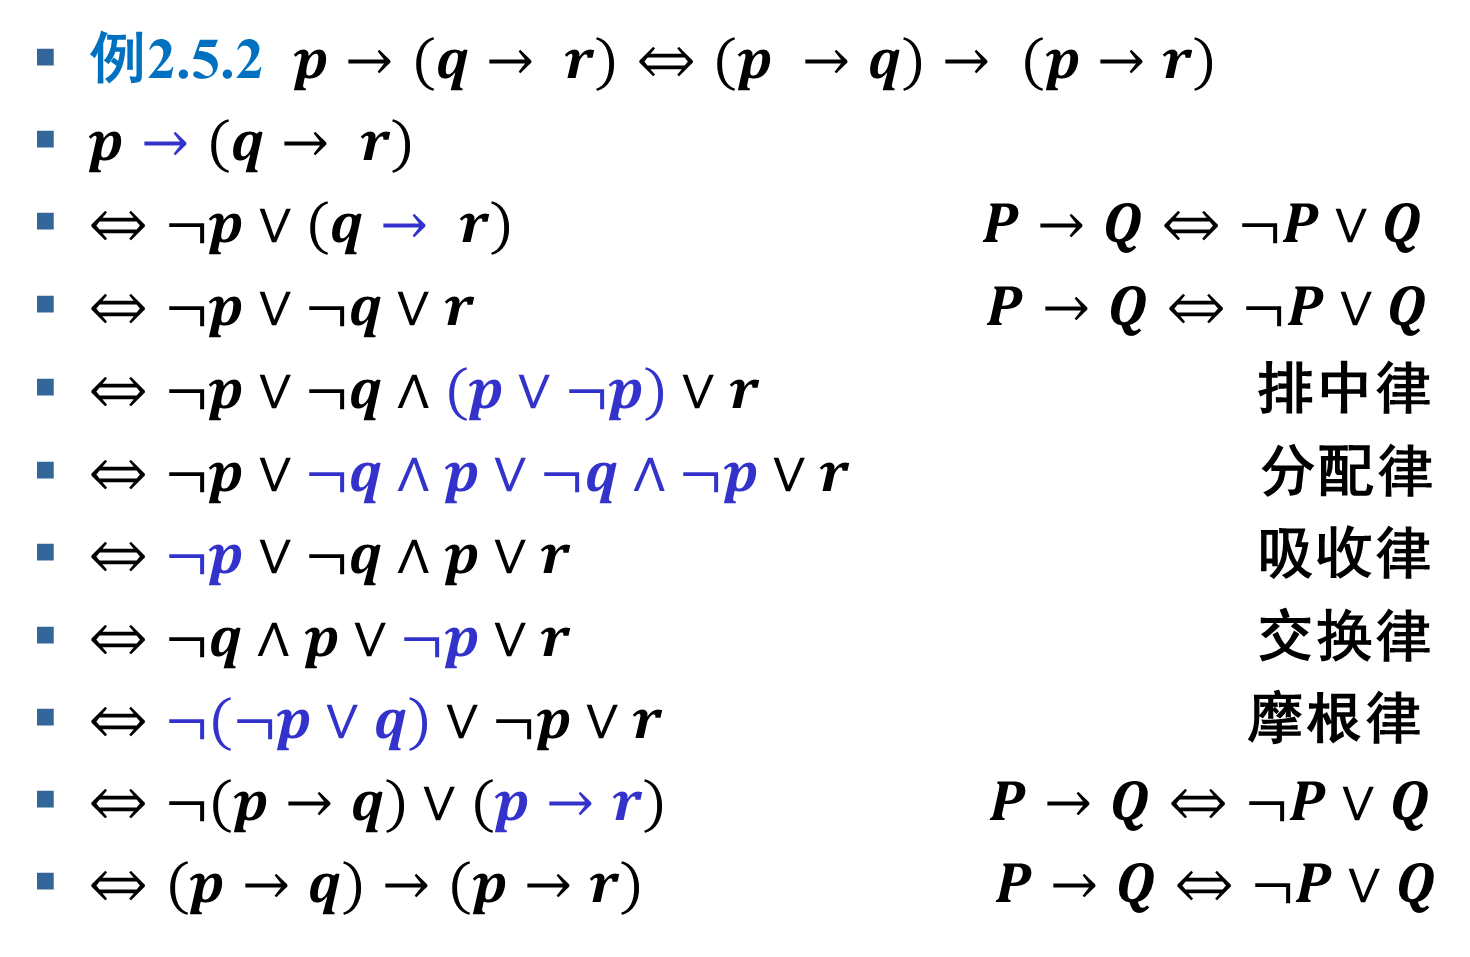 例2.5.2 p → (q → r) ⇔ (p → q) → (p → r)
p → (q → r)
⇔ ¬p ∨ (q → r) P → Q ⇔ ¬P ∨ Q
⇔ ¬p ∨ ¬q ∨ r P → Q ⇔ ¬P ∨ Q
⇔ ¬p ∨ ¬q ∧ (p ∨ ¬p) ∨ r 排中律
⇔ ¬p ∨ ¬q ∧ p ∨ ¬q ∧ ¬p ∨ r 分配律
⇔ ¬p ∨ ¬q ∧ p ∨ r 吸收律
⇔ ¬q ∧ p ∨ ¬p ∨ r 交换律
⇔ ¬(¬p ∨ q) ∨ ¬p ∨ r 摩根律
⇔ ¬(p → q) ∨ (p → r) P → Q ⇔ ¬P ∨ Q
⇔ (p → q) → (p → r) P → Q ⇔ ¬P ∨ Q